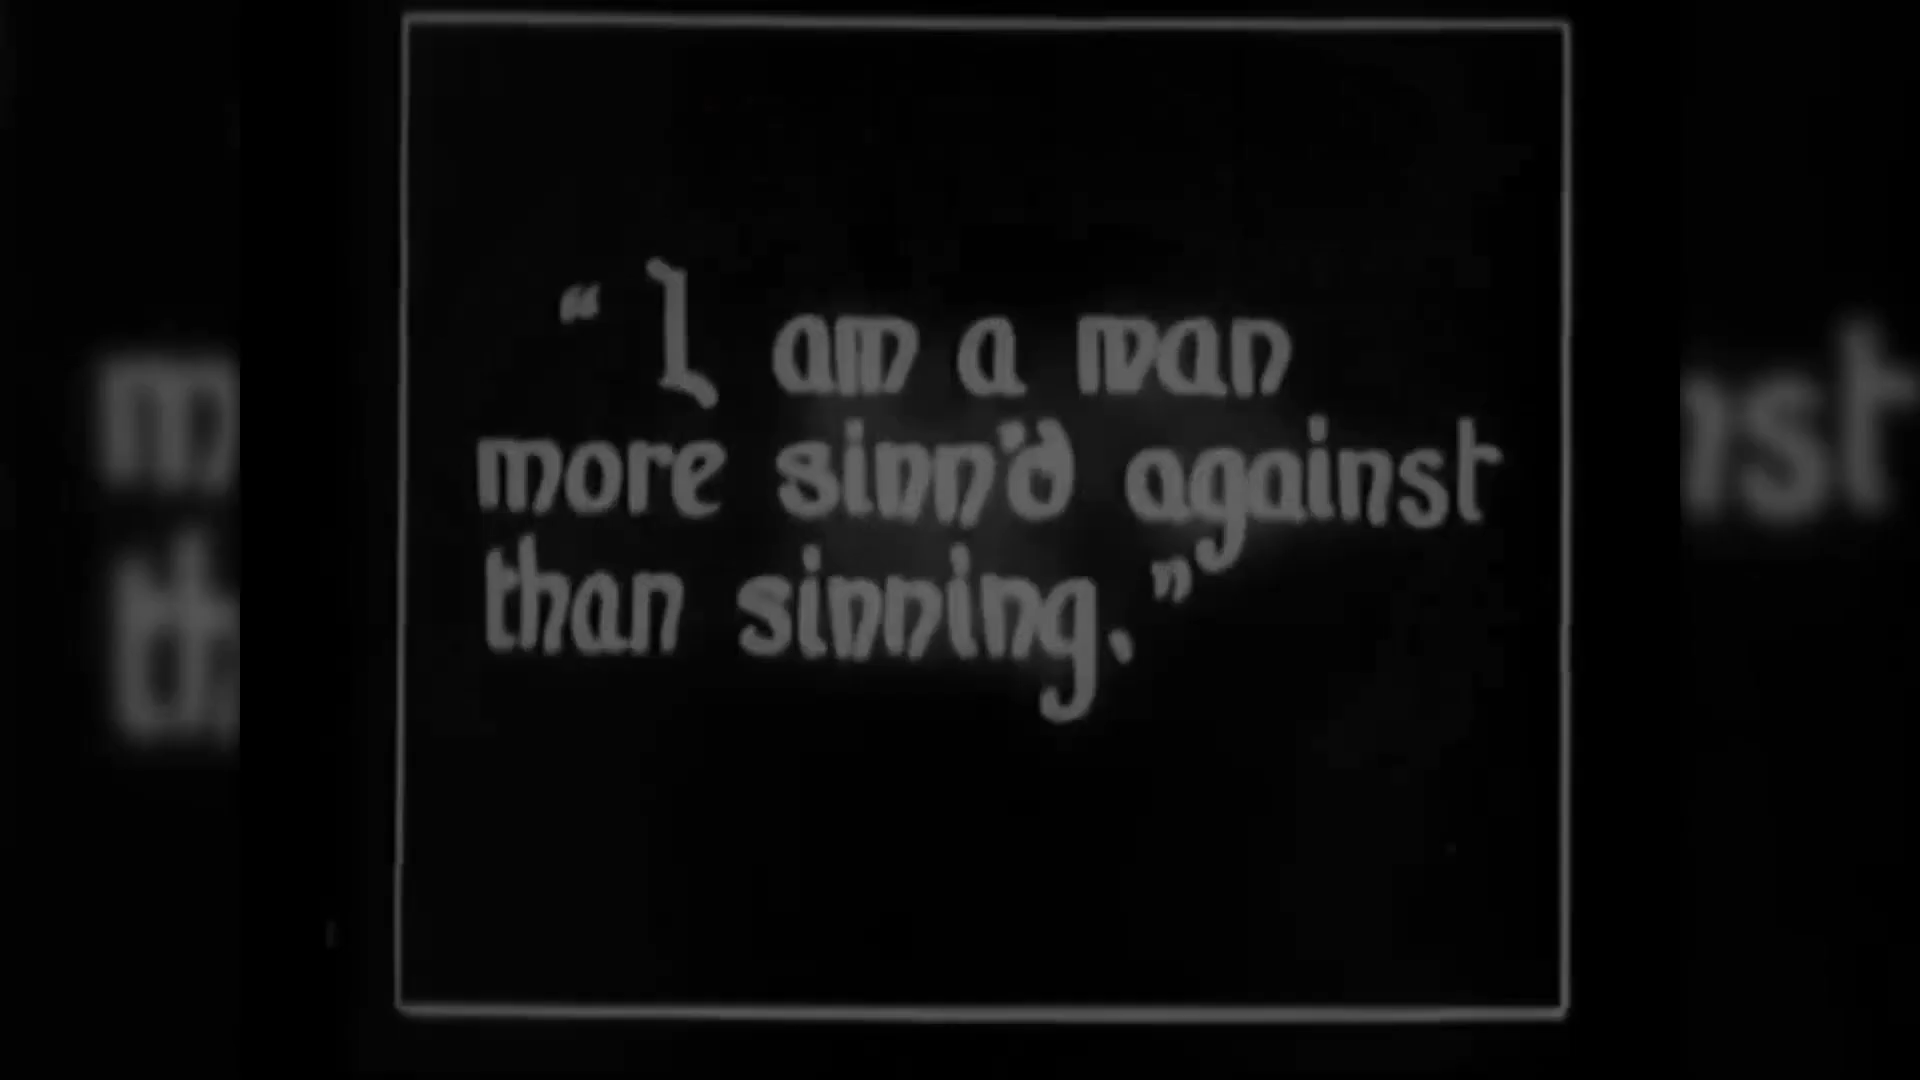 “I am a man
more sinn'd against
than sinning.”